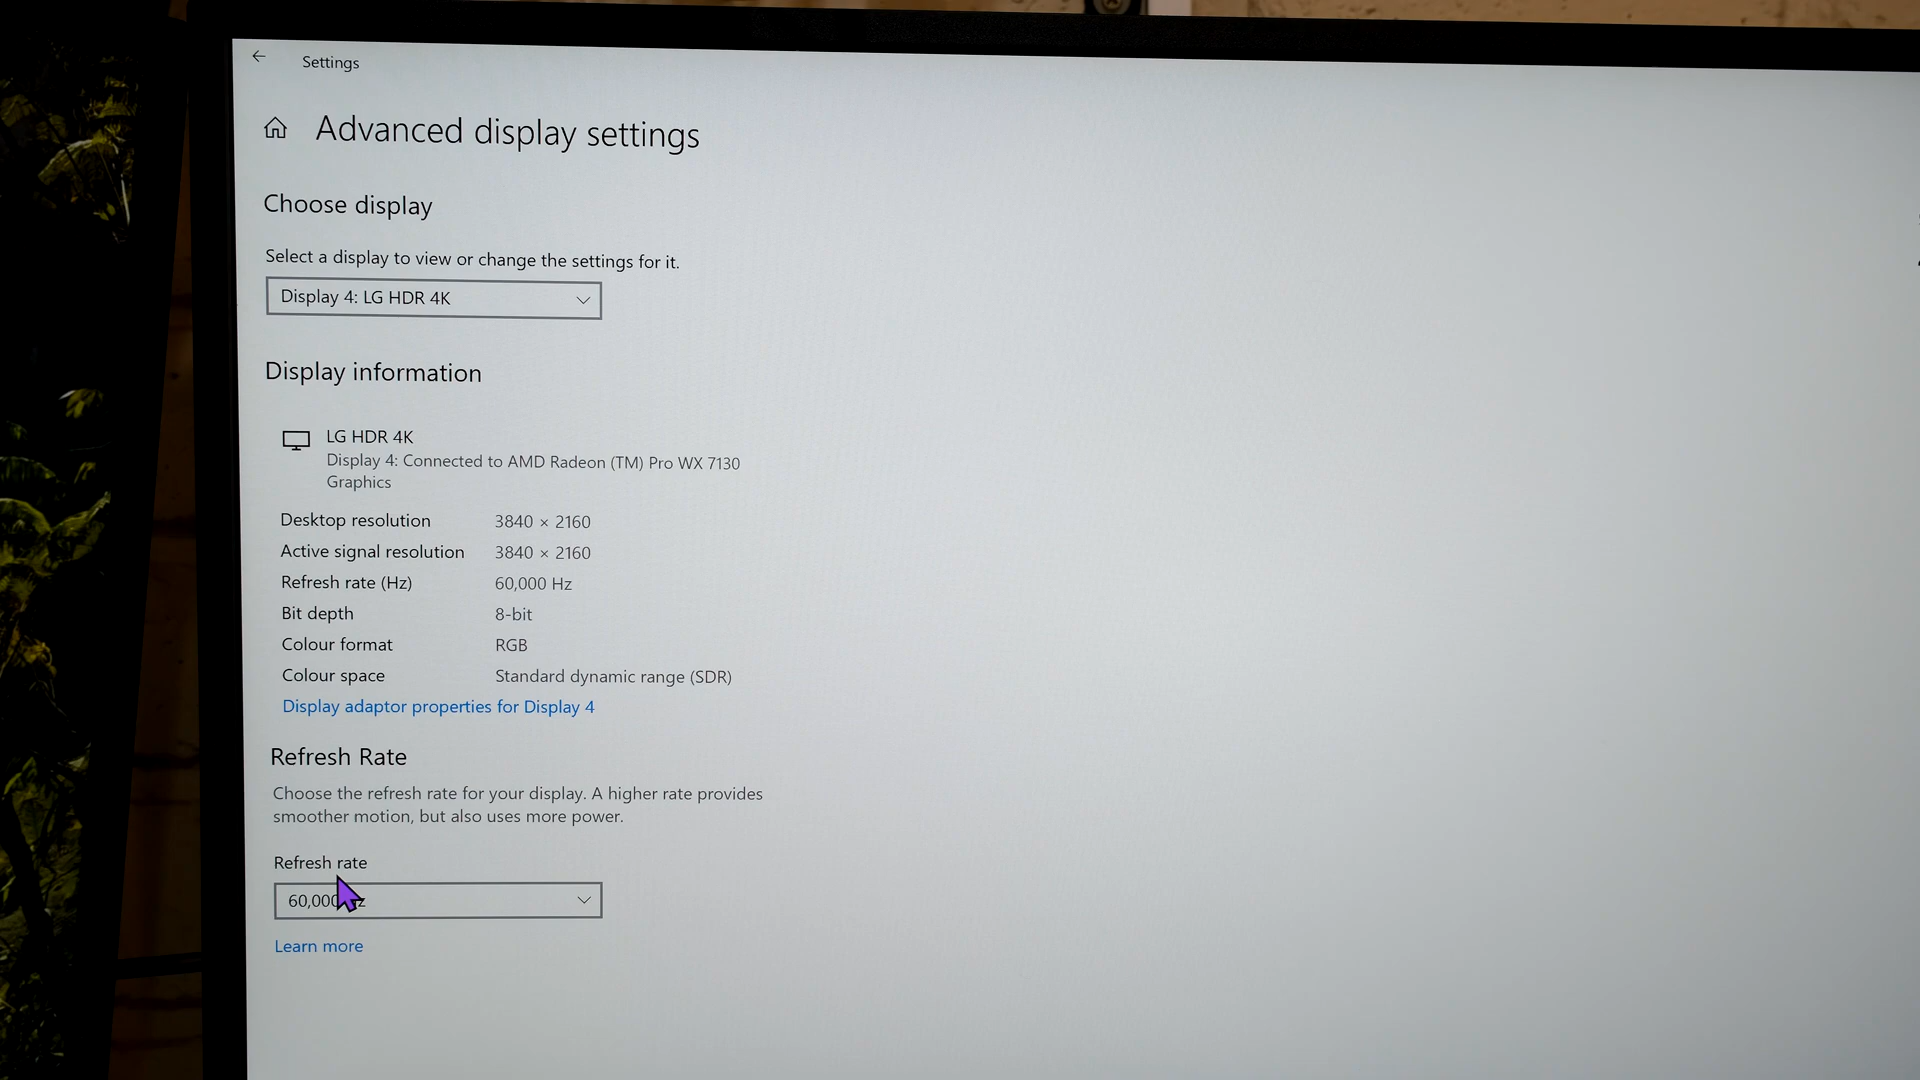 Settings
Advanced display settings
Choose display
Select a display to view or change the settings for it.
Display 4: LG HDR 4K
Display information
LG HDR 4K
Display 4: Connected to AMD Radeon (TM) Pro WX 7130
Graphics
Desktop resolution 3840 × 2160
Active signal resolution 3840 × 2160
Refresh rate (Hz) 60,000 Hz
Bit depth 8-bit
Colour format RGB
Colour space Standard dynamic range (SDR)
Display adaptor properties for Display 4
Refresh Rate
Choose the refresh rate for your display. A higher rate provides
smoother motion, but also uses more power.
Refresh rate
60,000 Hz
Learn more